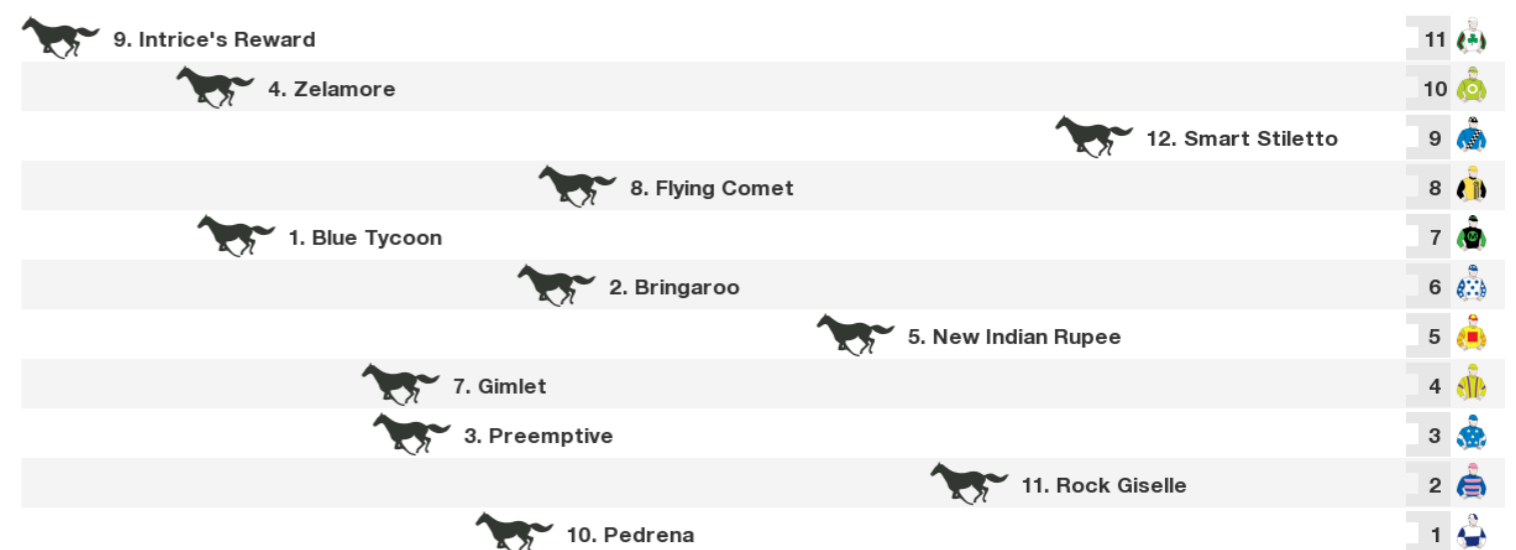 9. Intrice's Reward 11
4. Zelamore 10
12. Smart Stiletto 9
8. Flying Comet 8
1. Blue Tycoon 7
2. Bringaroo 6
5. New Indian Rupee 5
7. Gimlet 4
3. Preemptive 3
11. Rock Giselle 2
10. Pedrena 1